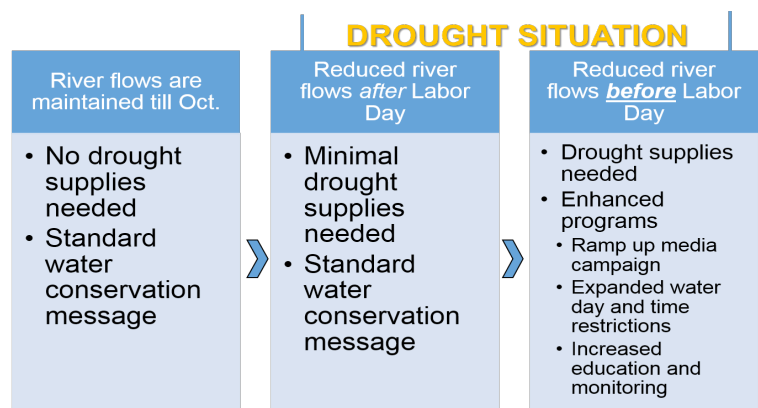 DROUGHT SITUATION
River flows are
maintained till Oct.
• No drought
supplies
needed
• Standard
water
conservation
message
Reduced river
flows after Labor
Day
• Minimal
drought
supplies
needed
• Standard
water
conservation
message
Reduced river
flows before Labor
Day
• Drought supplies
needed
• Enhanced
programs
• Ramp up media
campaign
• Expanded water
day and time
restrictions
• Increased
education and
monitoring